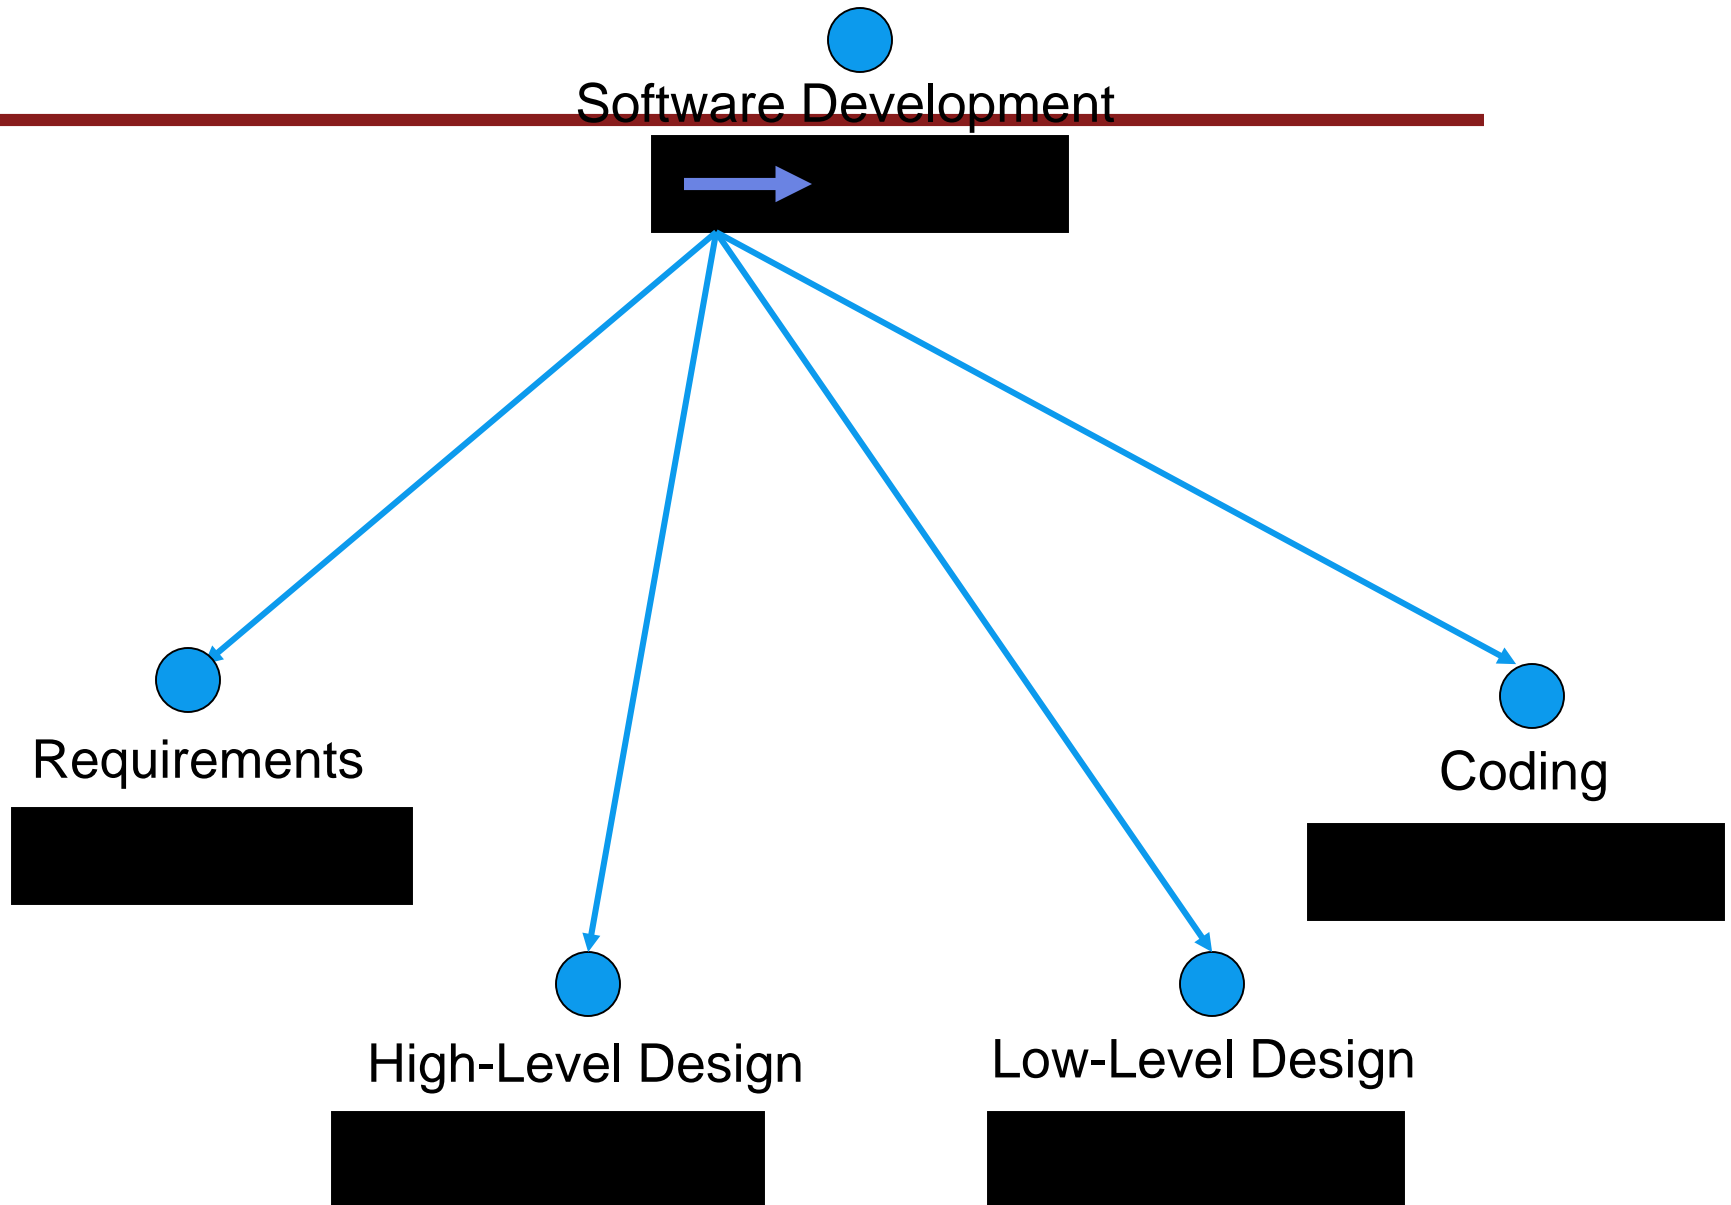 Software Development
Requirements
Coding
High-Level Design
Low-Level Design